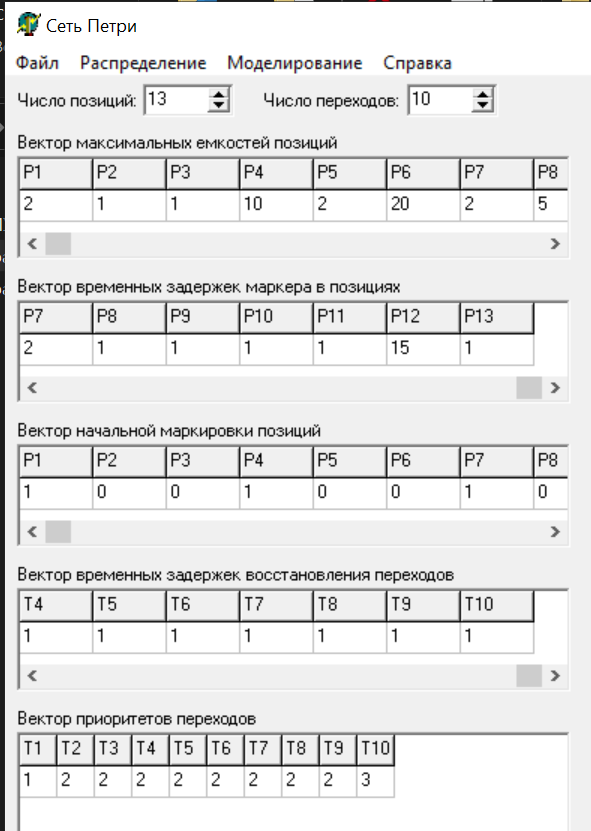 Сеть Петри
Файл Распределение Моделирование Справка
Число позиций: 13 Число переходов: 10
Вектор максимальных емкостей позиций
P1 P2 P3 P4 P5 P6 P7 P8
2 1 1 10 2 20 2 5
Вектор временных задержек маркера в позициях
P7 P8 P9 P10 P11 P12 P13
2 1 1 1 1 15 1
Вектор начальной маркировки позиций
P1 P2 P3 P4 P5 P6 P7 P8
1 0 0 1 0 0 1 0
Вектор временных задержек восстановления переходов
T4 T5 T6 T7 T8 T9 T10
1 1 1 1 1 1 1
Вектор приоритетов переходов
T1 T2 T3 T4 T5 T6 T7 T8 T9 T10
1 2 2 2 2 2 2 2 2 3